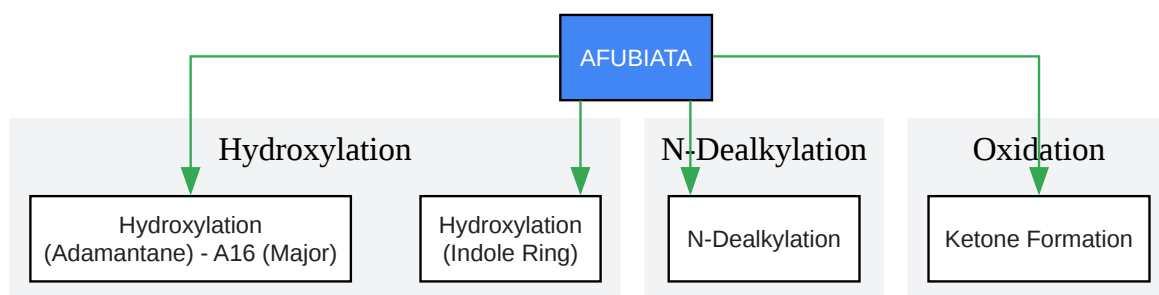 AFUBIATA
Hydroxylation
N-Dealkylation
Oxidation
Hydroxylation
(Adamantane) - A16 (Major)
Hydroxylation
(Indole Ring)
N-Dealkylation
Ketone Formation